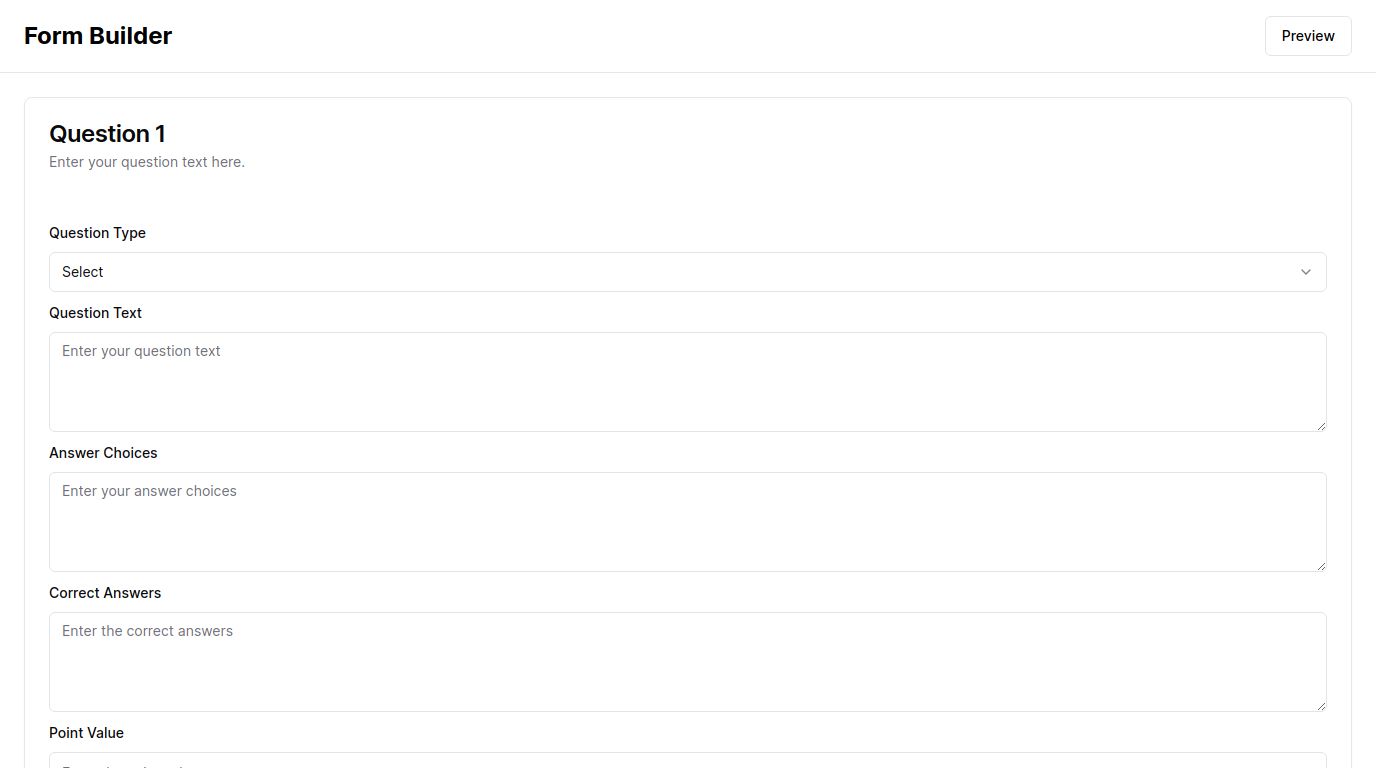 Form Builder
Preview
Question 1
Enter your question text here.
Question Type
Select
Question Text
Enter your question text
Answer Choices
Enter your answer choices
Correct Answers
Enter the correct answers
Point Value